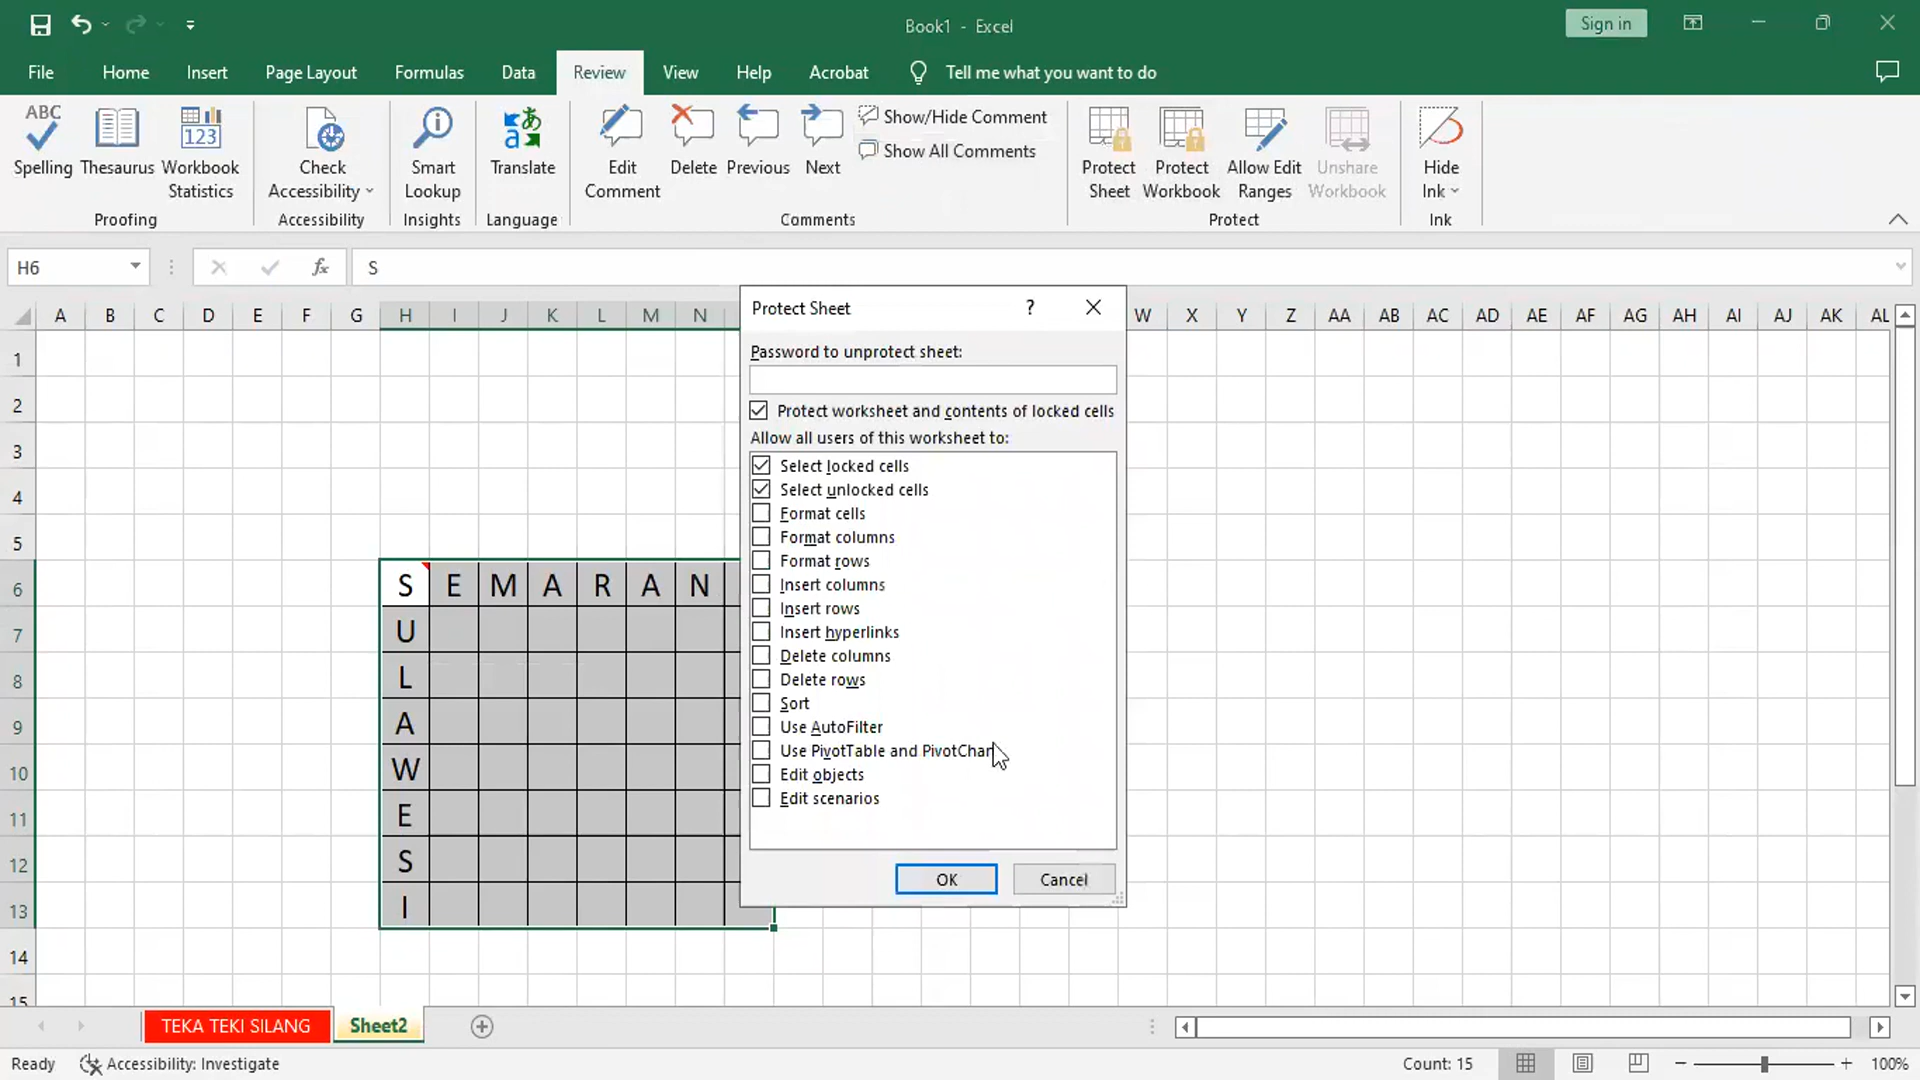 Book1 - Excel
Sign in
File Home Insert Page Layout Formulas Data Review View Help Acrobat Tell me what you want to do
ABC
Spelling
Thesaurus
123
Workbook
Statistics
Proofing
Check
Accessibility
Accessibility
Smart
Lookup
Insights
Translate
Language
Edit
Comment
Delete
Previous
Next
Show/Hide Comment
Show All Comments
Comments
Protect
Sheet
Protect
Workbook
Allow Edit
Ranges
Unshare
Workbook
Protect
Hide
Ink
Ink
H6 fx S
A B C D E F G H I J K L M N W X Y Z AA AB AC AD AE AF AG AH AI AJ AK AL
1
2
3
4
5
6 S E M A R A N
7 U
8 L
9 A
10 W
11 E
12 S
13 I
14
15
Protect Sheet ?
Password to unprotect sheet:
Protect worksheet and contents of locked cells
Allow all users of this worksheet to:
Select locked cells
Select unlocked cells
Format cells
Format columns
Format rows
Insert columns
Insert rows
Insert hyperlinks
Delete columns
Delete rows
Sort
Use AutoFilter
Use PivotTable and PivotChar
Edit objects
Edit scenarios
OK Cancel
TEKA TEKI SILANG Sheet2
Ready Accessibility: Investigate Count: 15 100%